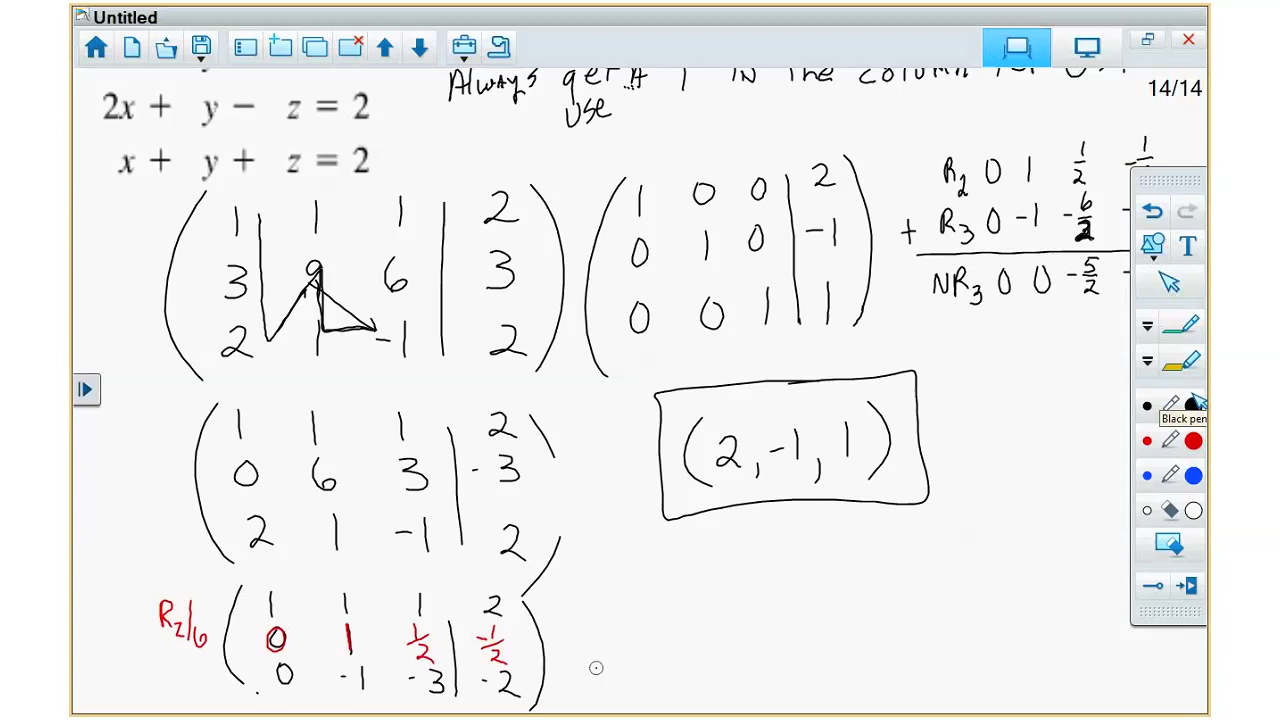 Untitled
Always get A 1 in the column
use
14/14
2x + y − z = 2
x + y + z = 2
1 1 1 | 2
3 9 6 | 3
2 1 -1 | 2
1 0 0 | 2
0 1 0 | -1
0 0 1 | 1
R2 0 1 1/2
+ R3 0 -1 -6/2
NR3 0 0 -5/2
T
Black pen
1 1 1 | 2
0 6 3 | -3
2 1 -1 | 2
(2, -1, 1)
R2/6
1 1 1 2
0 1 1/2 | -1/2
0 -1 -3 | -2